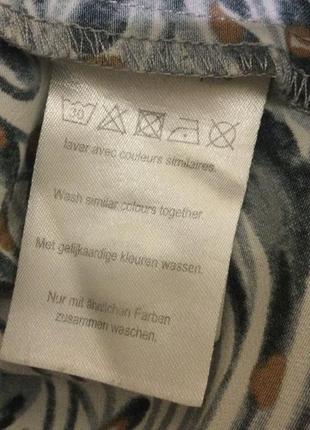 30
laver avec couleurs similaires.
Wash similar colours together.
Met gelijkaardige kleuren wassen.
Nur mit ähnlichen Farben
zusammen waschen.